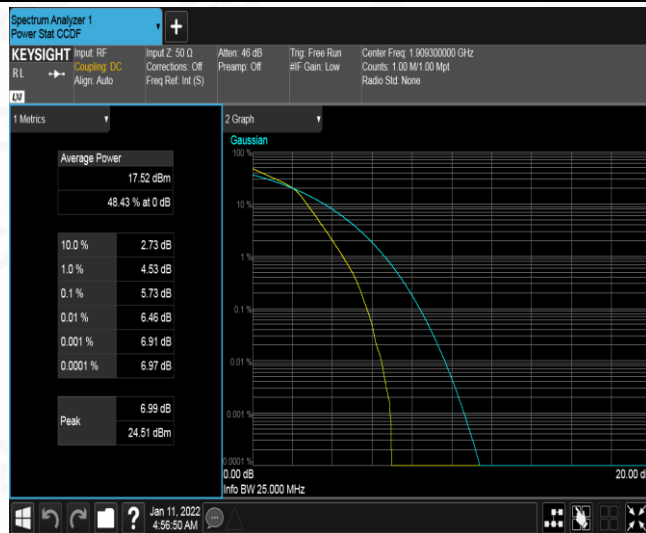 Spectrum Analyzer 1
Power Stat CCDF
+
KEYSIGHT
RL
Input: RF
Coupling: DC
Align: Auto
Input Z: 50 Ω
Corrections: Off
Freq Ref: Int (S)
Atten: 46 dB
Preamp: Off
Trig: Free Run
#IF Gain: Low
Center Freq: 1.909300000 GHz
Counts: 1.00 M/1.00 Mpt
Radio Std: None
LXI
1 Metrics
Average Power
17.52 dBm
48.43 % at 0 dB
10.0 % 2.73 dB
1.0 % 4.53 dB
0.1 % 5.73 dB
0.01 % 6.46 dB
0.001 % 6.91 dB
0.0001 % 6.97 dB
Peak
6.99 dB
24.51 dBm
2 Graph
Gaussian
100 %
10 %
1 %
0.1 %
0.01 %
0.001 %
0.0001 %
0.00 dB
20.00 d
Info BW 25.000 MHz
?
Jan 11, 2022
4:56:50 AM